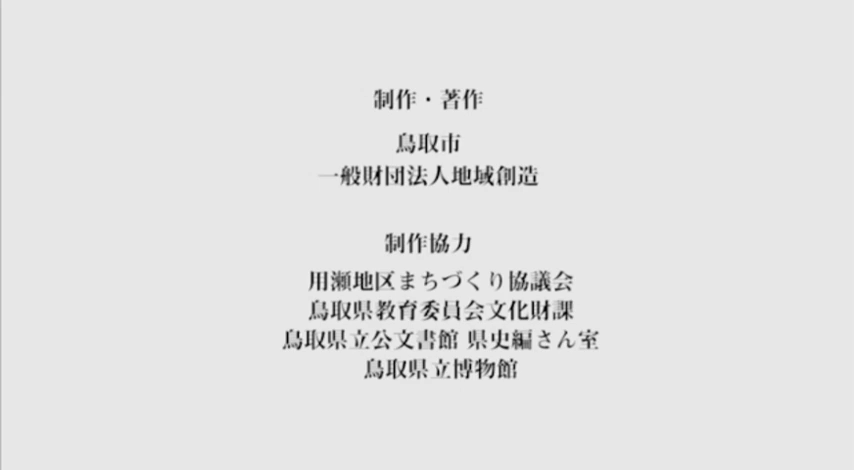 制作・著作
鳥取市
一般財団法人地域創造
制作協力
用瀬地区まちづくり協議会
鳥取県教育委員会文化財課
鳥取県立公文書館 県史編さん室
鳥取県立博物館